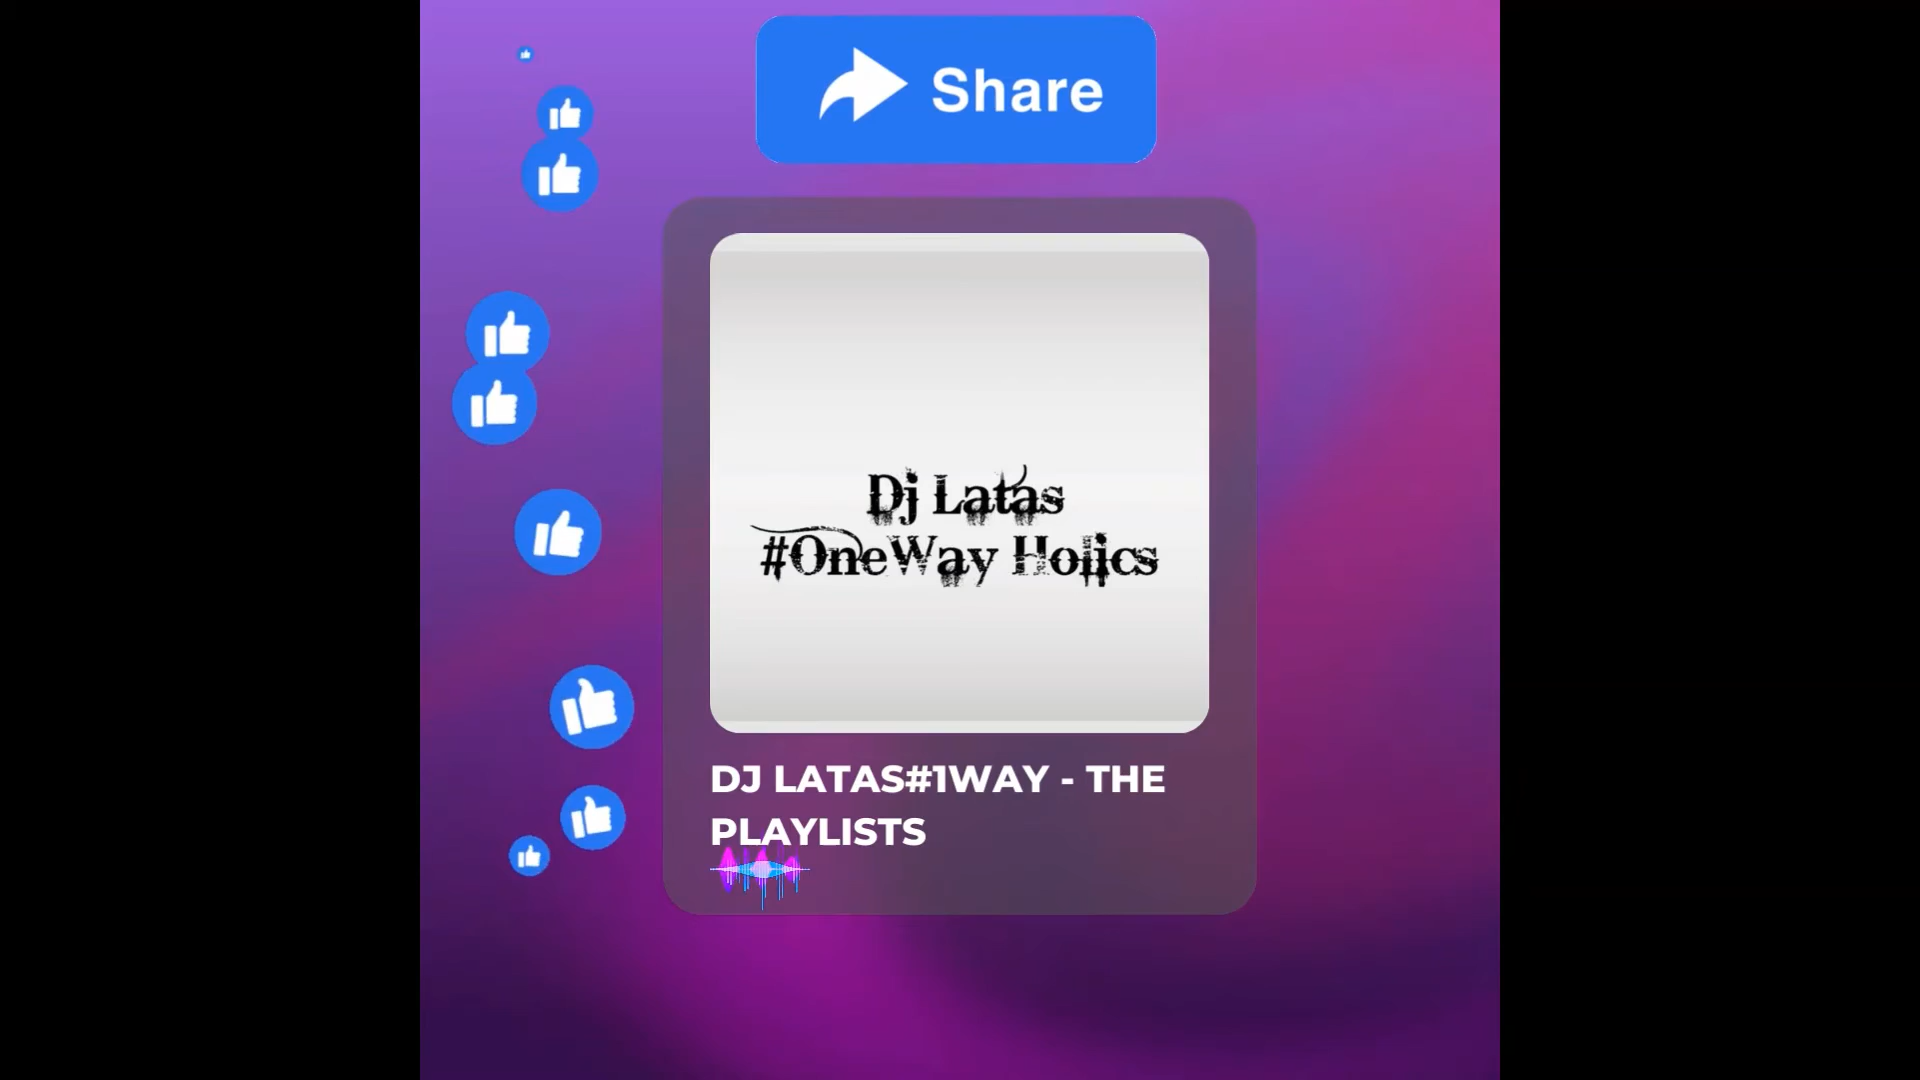 Share
Dj Latas
#OneWay Holics
DJ LATAS#1WAY - THE
PLAYLISTS